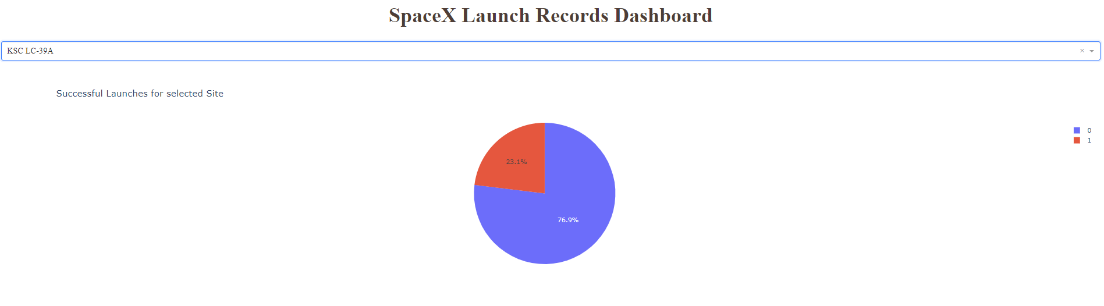 SpaceX Launch Records Dashboard
KSC LC-39A
× 
Successful Launches for selected Site
0
1
23.1%
76.9%